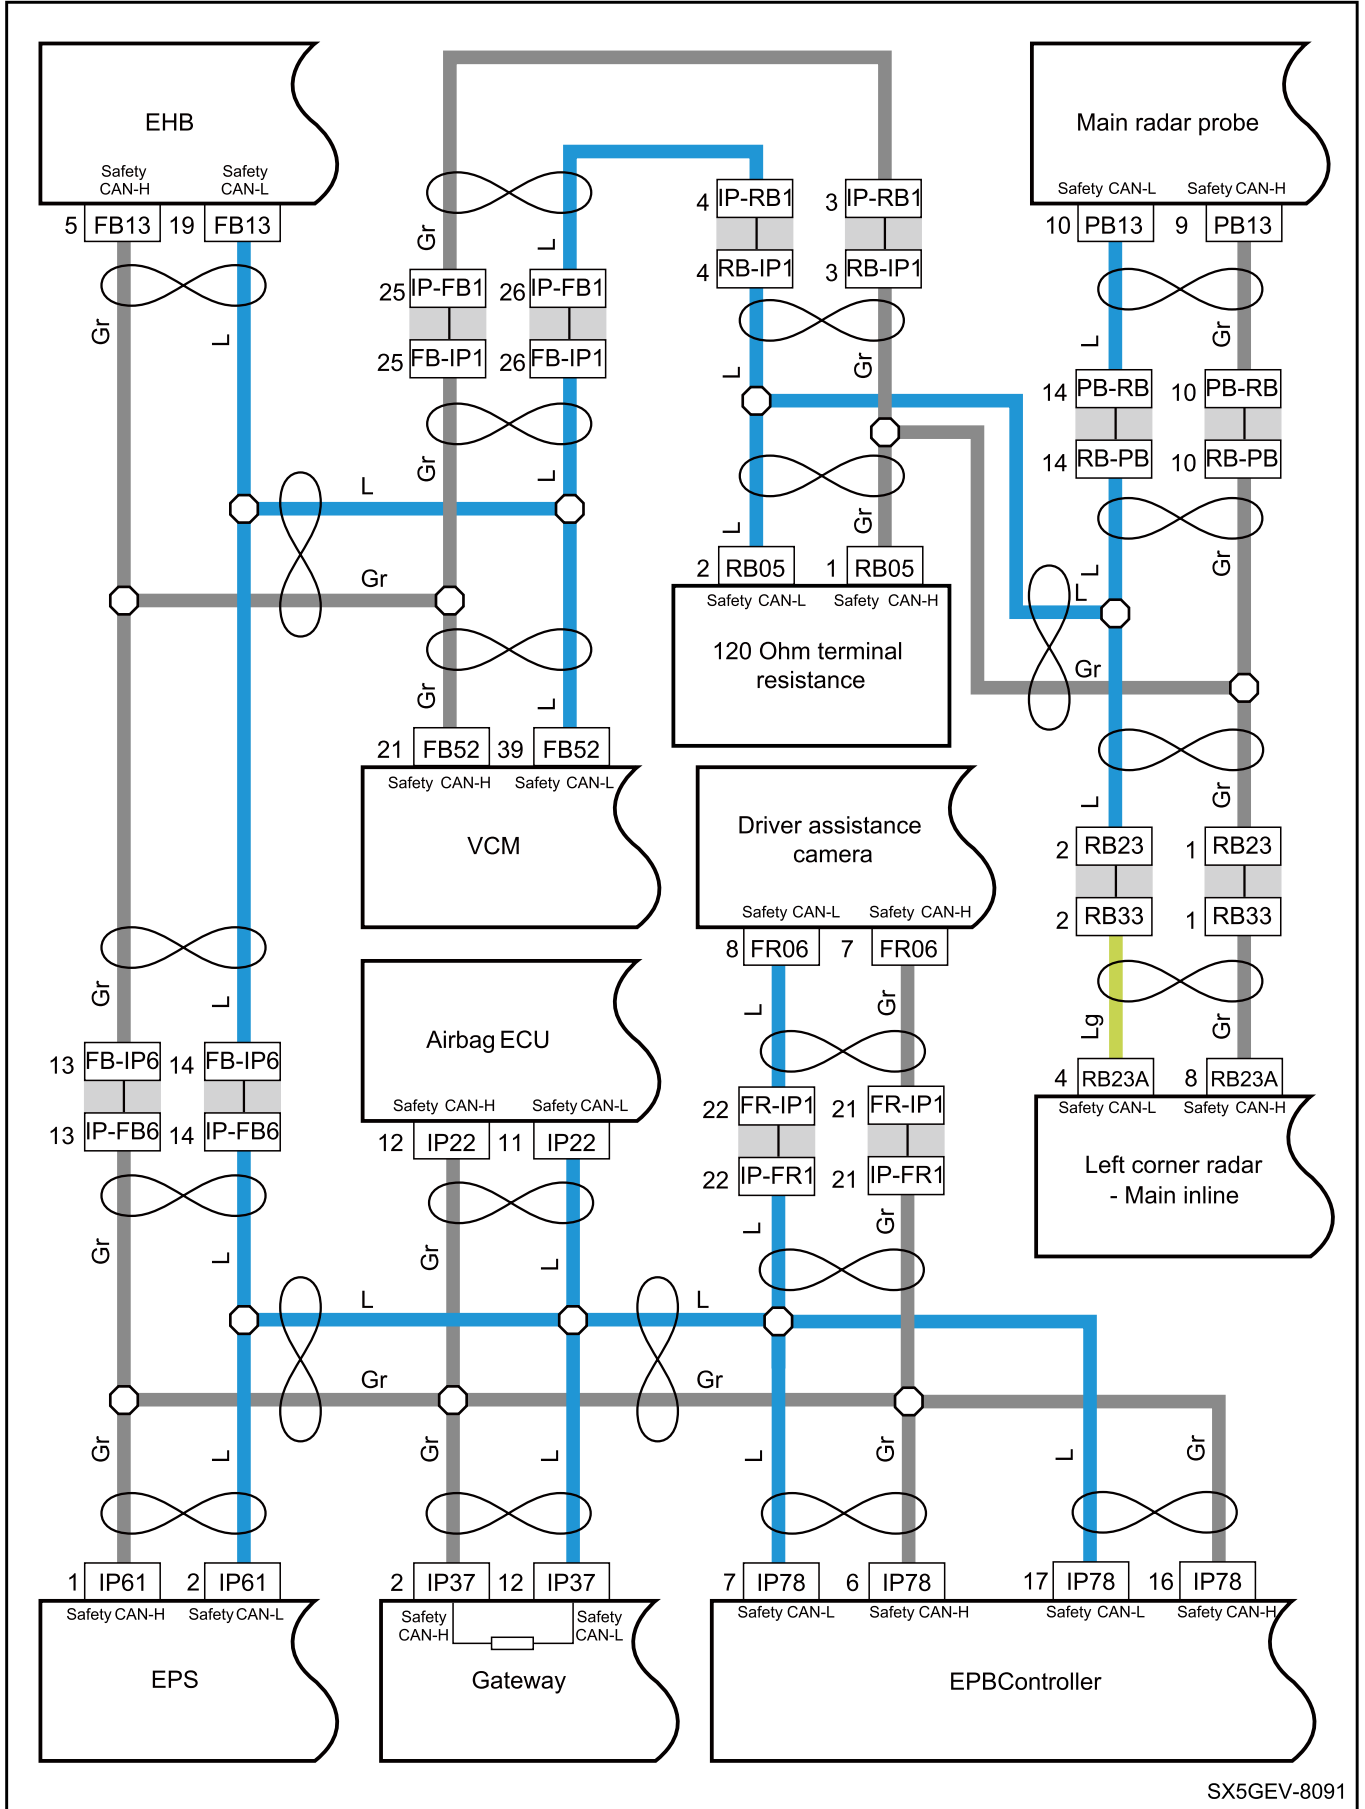 EHB
Safety CAN-H
Safety CAN-L
5 FB13
19 FB13
Gr
L
Gr
L
25 IP-FB1
26 IP-FB1
25 FB-IP1
26 FB-IP1
Gr
L
L
Gr
Gr
L
21 FB52
39 FB52
Safety CAN-H
Safety CAN-L
VCM
4 IP-RB1
3 IP-RB1
4 RB-IP1
3 RB-IP1
L
Gr
L
Gr
2 RB05
1 RB05
Safety CAN-L
Safety CAN-H
120 Ohm terminal
resistance
Main radar probe
Safety CAN-L
Safety CAN-H
10 PB13
9 PB13
L
Gr
14 PB-RB
10 PB-RB
14 RB-PB
10 RB-PB
L
Gr
L
Gr
L
Gr
2 RB23
1 RB23
2 RB33
1 RB33
Lg
Gr
4 RB23A
8 RB23A
Safety CAN-L
Safety CAN-H
Left corner radar
- Main inline
Driver assistance
camera
Safety CAN-L
Safety CAN-H
8 FR06
7 FR06
L
Gr
22 FR-IP1
21 FR-IP1
22 IP-FR1
21 IP-FR1
L
Gr
Gr
L
13 FB-IP6
14 FB-IP6
13 IP-FB6
14 IP-FB6
Gr
L
Airbag ECU
Safety CAN-H
Safety CAN-L
12 IP22
11 IP22
Gr
L
L
L
Gr
Gr
Gr
L
Gr
L
L
Gr
L
Gr
1 IP61
2 IP61
Safety CAN-H
Safety CAN-L
EPS
2 IP37
12 IP37
Safety
CAN-H
Safety
CAN-L
Gateway
7 IP78
6 IP78
17 IP78
16 IP78
Safety CAN-L
Safety CAN-H
Safety CAN-L
Safety CAN-H
EPBController
SX5GEV-8091